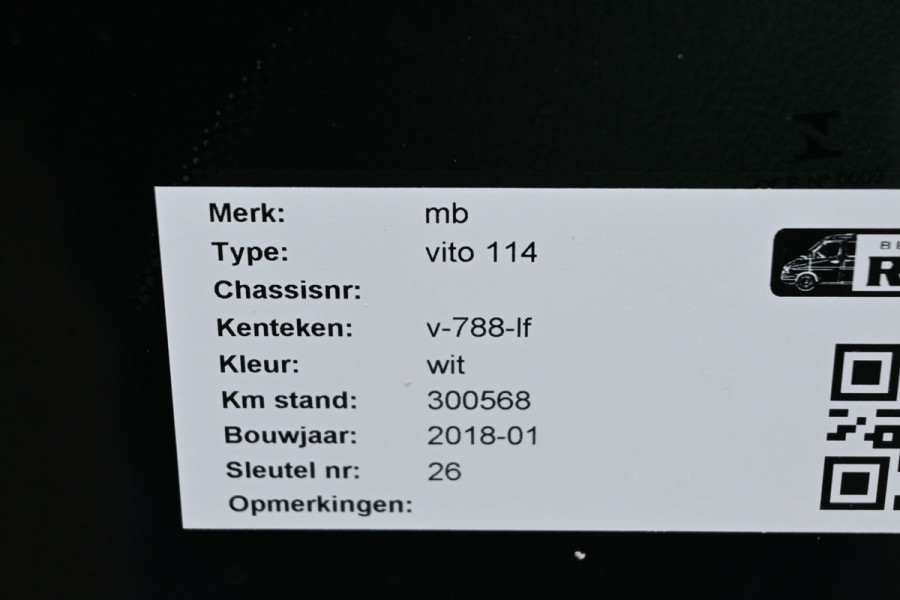 Merk: mb
Type: vito 114
Chassisnr:
Kenteken: v-788-lf
Kleur: wit
Km stand: 300568
Bouwjaar: 2018-01
Sleutel nr: 26
Opmerkingen: